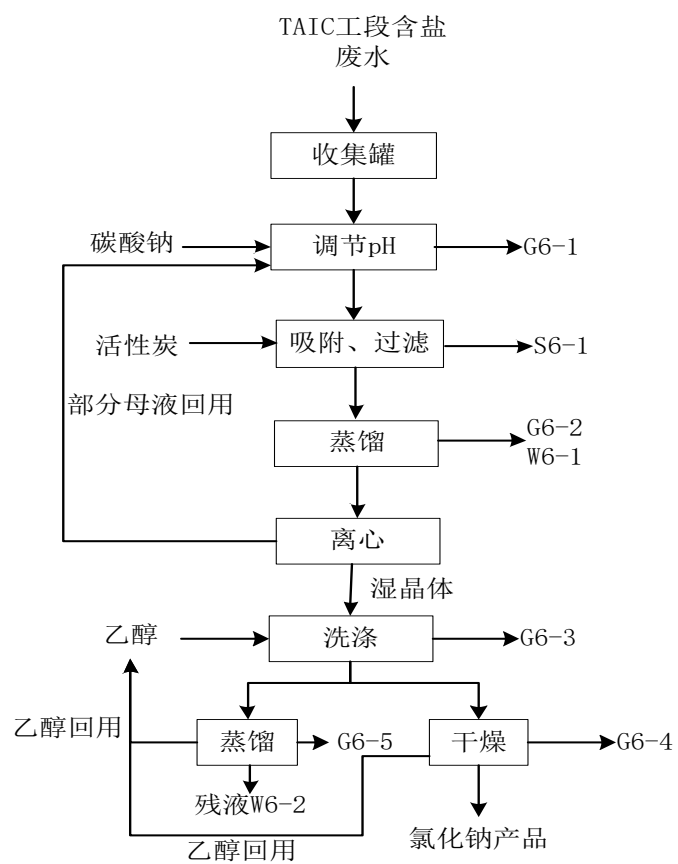 TAIC工段含盐
废水
收集罐
碳酸钠
调节pH
G6-1
活性炭
吸附、过滤
S6-1
部分母液回用
蒸馏
G6-2
W6-1
离心
湿晶体
乙醇
洗涤
G6-3
乙醇回用
蒸馏
G6-5
干燥
G6-4
残液W6-2
氯化钠产品
乙醇回用